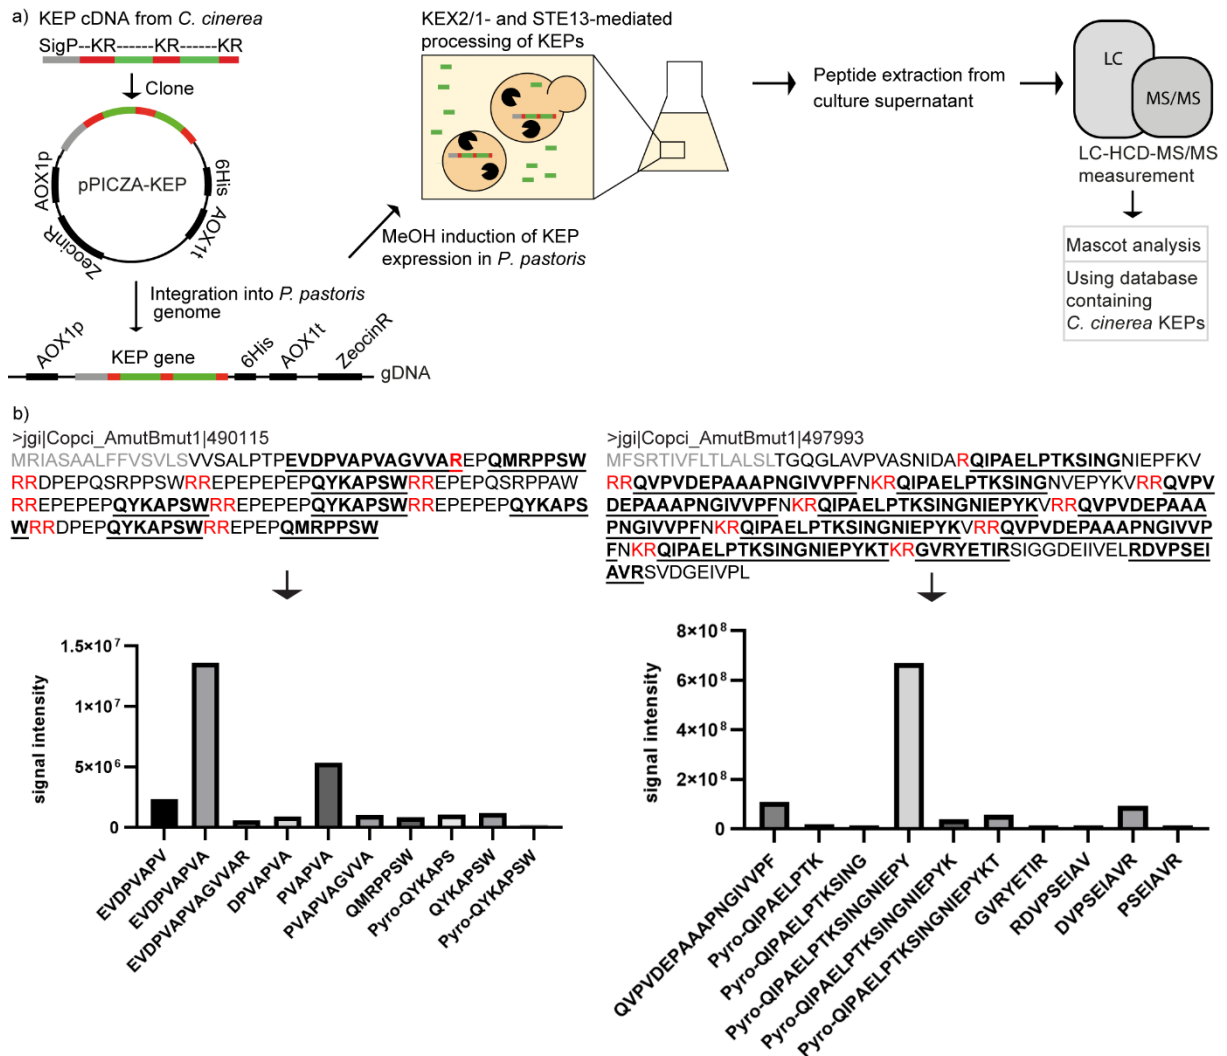 a)
KEP cDNA from C. cinerea
SigP--KR------KR------KR
Clone
pPICZA-KEP
AOX1p
ZeocinR
6His
AOX1t
Integration into P. pastoris
genome
AOX1p
KEP gene
6His
AOX1t
ZeocinR
gDNA
MeOH induction of KEP
expression in P. pastoris
KEX2/1- and STE13-mediated
processing of KEPs
Peptide extraction from
culture supernatant
LC
MS/MS
LC-HCD-MS/MS
measurement
Mascot analysis
Using database
containing
C. cinerea KEPs
b)
>jgi|Copci_AmutBmut1|490115
MRIASAALFFVSVLSVVSALPTPEVDPVAPVAGVVAREPQMRPPSW
RRDEPEQSRPPSWRREPEPEPEPQYKAPSWRREPEPEQSRPPAW
RREPEPEPQYKAPSWRREPEPEPQYKAPSWRREPEPEPEPQYKAPS
WRRDPEPQYKAPSWRREPEPQMRPPSW
1.5×10⁷
1×10⁷
5×10⁶
0
signal intensity
EVDPVAPV
EVDPVAPVA
EVDPVAPVAGVVAR
DPVAPVA
PVAPVA
PVAPVAGVVA
QMRPPSW
Pyro-QYKAPS
QYKAPSW
Pyro-QYKAPSW
>jgi|Copci_AmutBmut1|497993
MFSRTIVFLTLALSLTGQGLAVPVASNIDARQIPAELPTKSINGNIEPFKV
RRQVPVDEPAAAPNGIVVPFNKRQIPAELPTKSINGNVEPYKVRRQVPV
DEPAAAPNGIVVPFNKRQIPAELPTKSINGNIEPYKVRRQVPVDEPAAA
PNGIVVPFNKRQIPAELPTKSINGNIEPYKVRRQVPVDEPAAAPNGIVVP
FNKRQIPAELPTKSINGNIEPYKTKRGVRYETIRSIGGDEIIVELRDVPSEI
AVRSVDGEIVPL
8×10⁸
6×10⁸
4×10⁸
2×10⁸
0
signal intensity
QVPVDEPAAAPNGIVVPF
Pyro-QIPAELPTK
Pyro-QIPAELPTKSING
Pyro-QIPAELPTKSINGNIEPY
Pyro-QIPAELPTKSINGNIEPYK
Pyro-QIPAELPTKSINGNIEPYKT
GVRYETIR
RDVPSEIAV
DVPSEIAVR
PSEIAVR